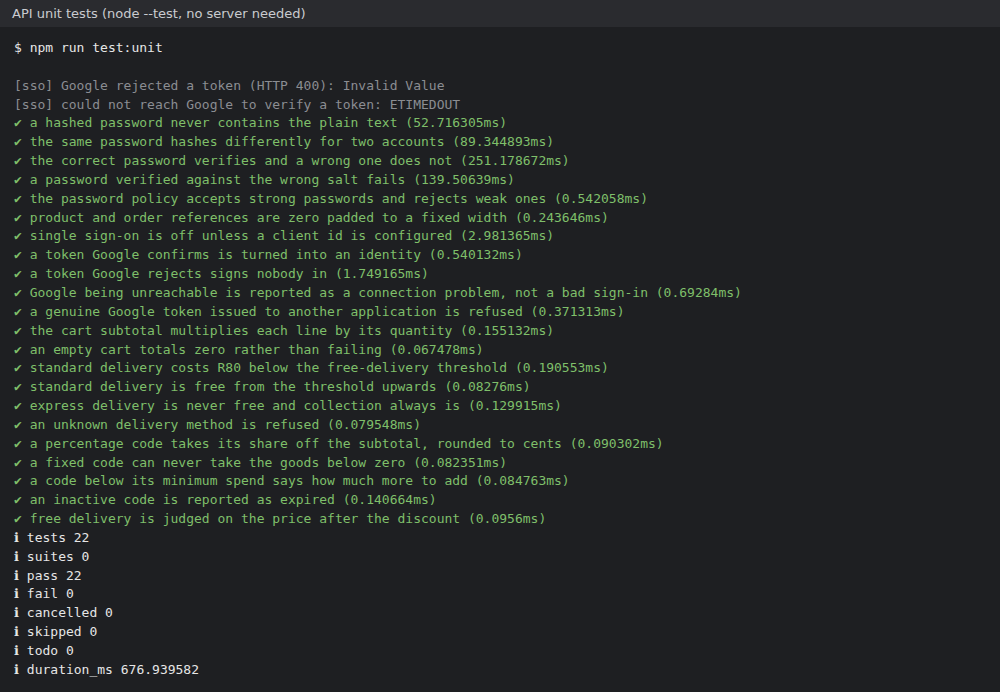 API unit tests (node --test, no server needed)
$ npm run test:unit
[sso] Google rejected a token (HTTP 400): Invalid Value
[sso] could not reach Google to verify a token: ETIMEDOUT
✔ a hashed password never contains the plain text (52.716305ms)
✔ the same password hashes differently for two accounts (89.344893ms)
✔ the correct password verifies and a wrong one does not (251.178672ms)
✔ a password verified against the wrong salt fails (139.50639ms)
✔ the password policy accepts strong passwords and rejects weak ones (0.542058ms)
✔ product and order references are zero padded to a fixed width (0.243646ms)
✔ single sign-on is off unless a client id is configured (2.981365ms)
✔ a token Google confirms is turned into an identity (0.540132ms)
✔ a token Google rejects signs nobody in (1.749165ms)
✔ Google being unreachable is reported as a connection problem, not a bad sign-in (0.69284ms)
✔ a genuine Google token issued to another application is refused (0.371313ms)
✔ the cart subtotal multiplies each line by its quantity (0.155132ms)
✔ an empty cart totals zero rather than failing (0.067478ms)
✔ standard delivery costs R80 below the free-delivery threshold (0.190553ms)
✔ standard delivery is free from the threshold upwards (0.08276ms)
✔ express delivery is never free and collection always is (0.129915ms)
✔ an unknown delivery method is refused (0.079548ms)
✔ a percentage code takes its share off the subtotal, rounded to cents (0.090302ms)
✔ a fixed code can never take the goods below zero (0.082351ms)
✔ a code below its minimum spend says how much more to add (0.084763ms)
✔ an inactive code is reported as expired (0.140664ms)
✔ free delivery is judged on the price after the discount (0.0956ms)
ℹ tests 22
ℹ suites 0
ℹ pass 22
ℹ fail 0
ℹ cancelled 0
ℹ skipped 0
ℹ todo 0
ℹ duration_ms 676.939582